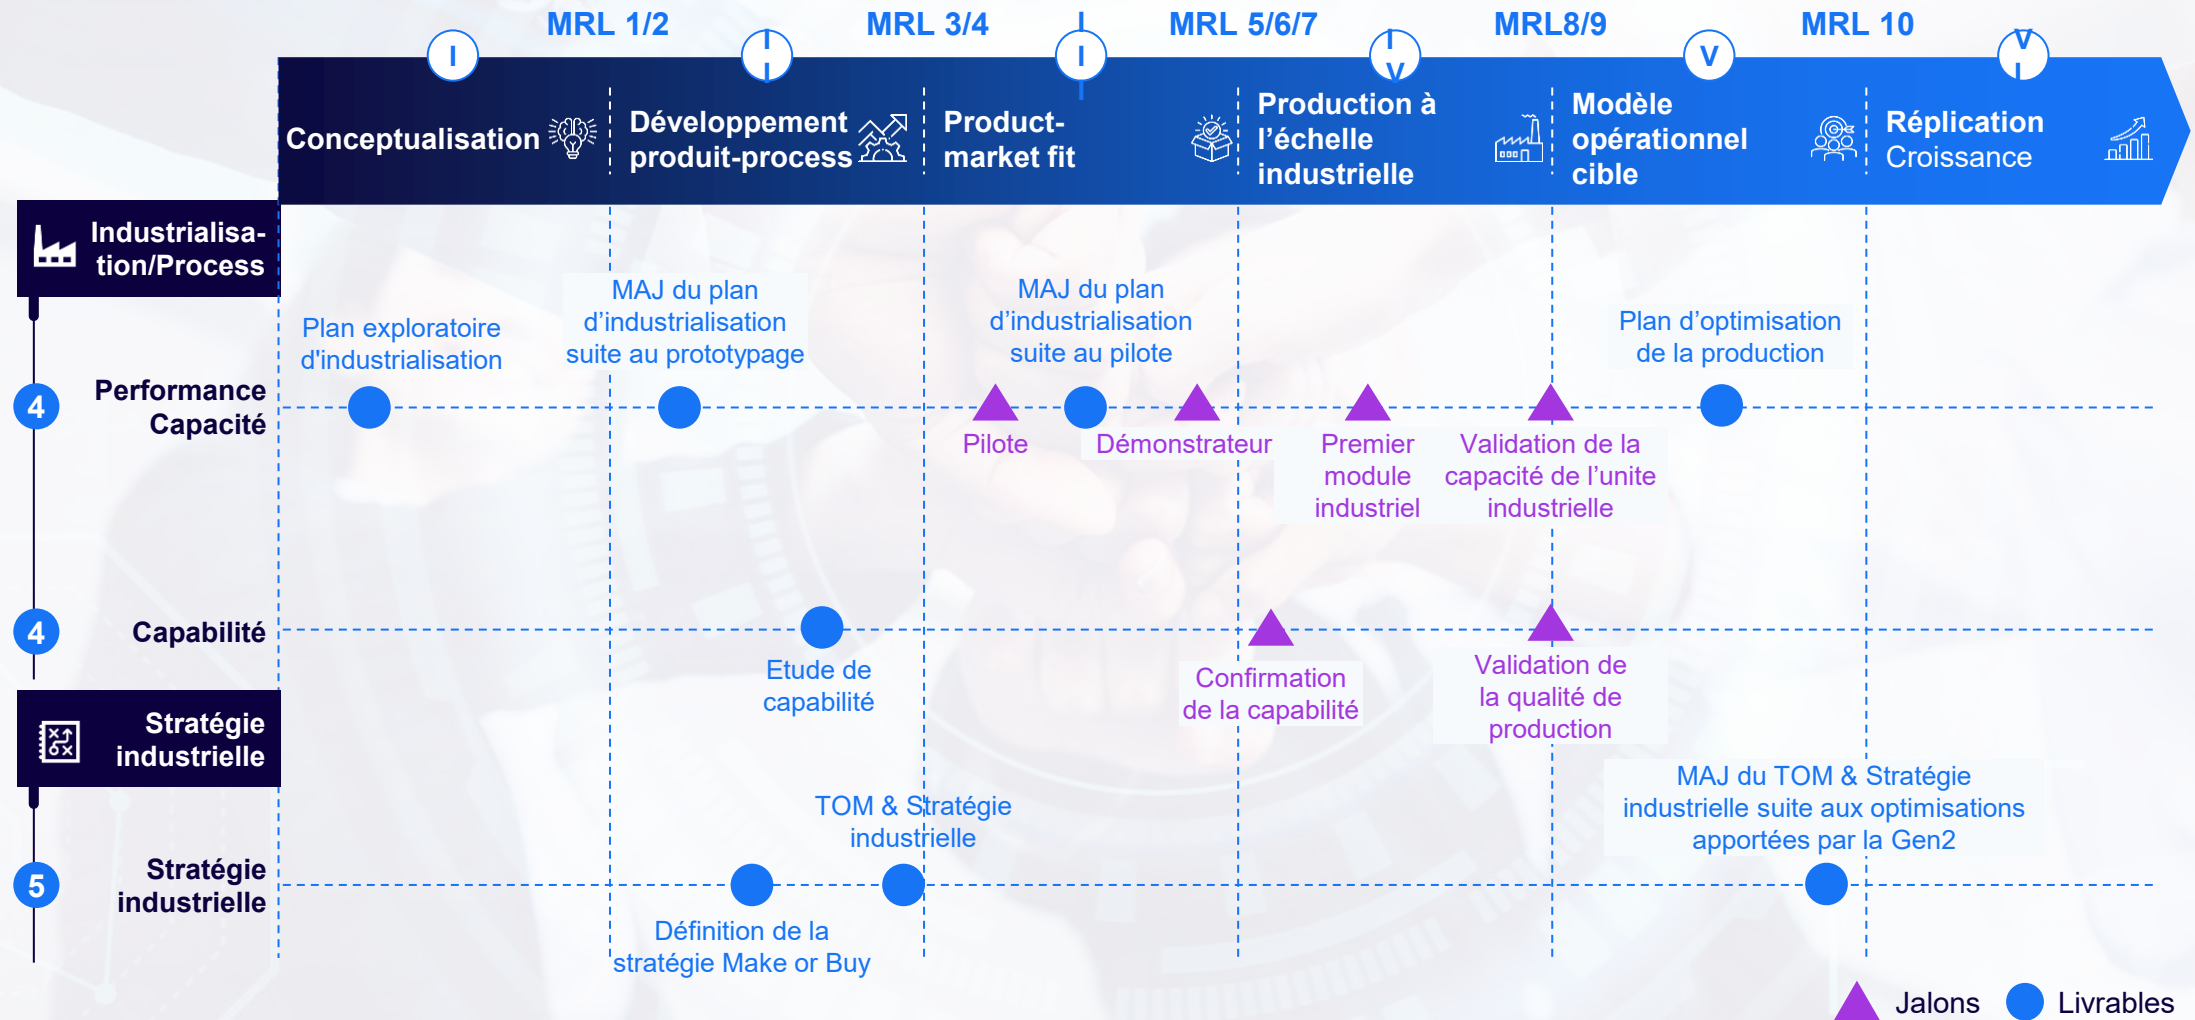 MRL 1/2
MRL 3/4
MRL 5/6/7
MRL8/9
MRL 10
I
II
III
IV
V
VI
Conceptualisation
Développement
produit-process
Product-
market fit
Production à
l’échelle
industrielle
Modèle
opérationnel
cible
Réplication
Croissance
Industrialisa-
tion/Process
Plan exploratoire
d'industrialisation
MAJ du plan
d’industrialisation
suite au prototypage
MAJ du plan
d’industrialisation
suite au pilote
Plan d’optimisation
de la production
4
Performance
Capacité
Pilote
Démonstrateur
Premier
module
industriel
Validation de la
capacité de l’unite
industrielle
4
Capabilité
Etude de
capabilité
Confirmation
de la capabilité
Validation de
la qualité de
production
Stratégie
industrielle
TOM & Stratégie
industrielle
MAJ du TOM & Stratégie
industrielle suite aux optimisations
apportées par la Gen2
5
Stratégie
industrielle
Définition de la
stratégie Make or Buy
Jalons
Livrables